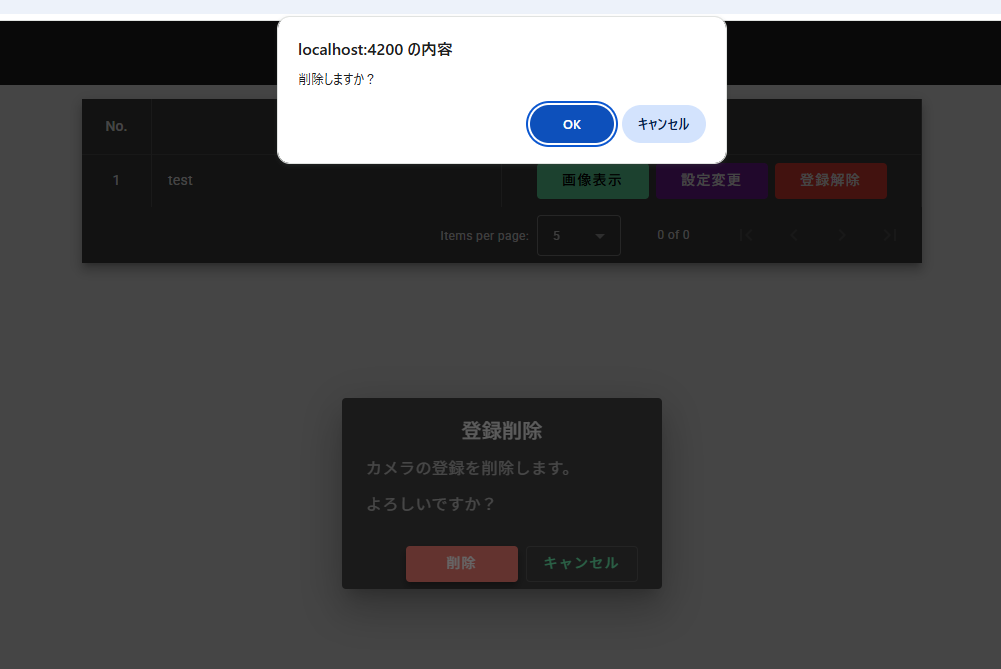 localhost:4200 の内容
削除しますか？
OK キャンセル
No.
1 test 画像表示 設定変更 登録解除
Items per page: 5 0 of 0
登録削除
カメラの登録を削除します。
よろしいですか？
削除 キャンセル